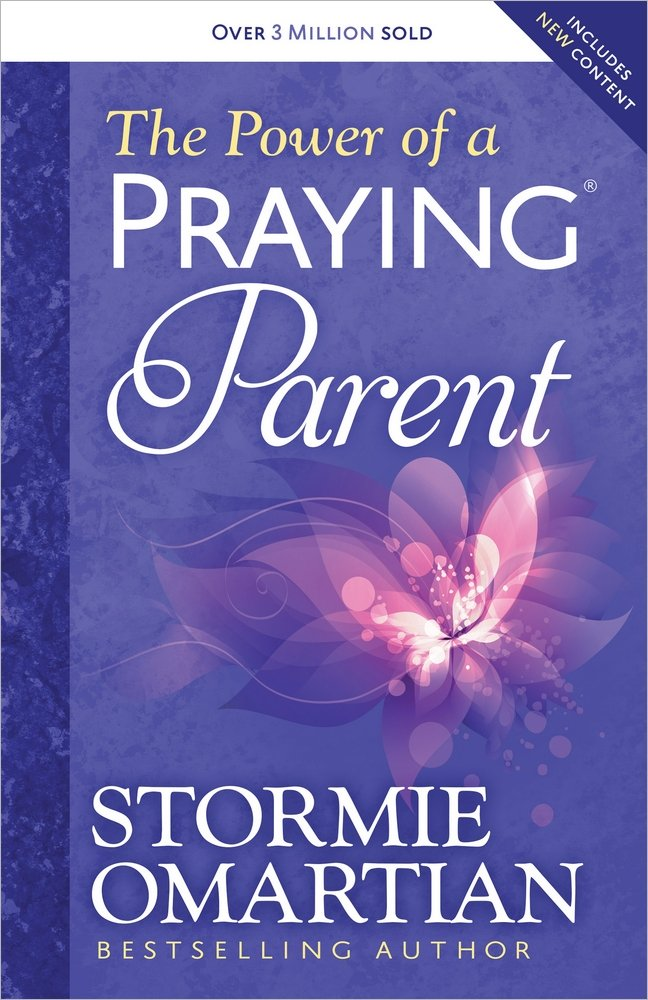 OVER 3 MILLION SOLD
INCLUDES
NEW CONTENT
The Power of a
PRAYING®
Parent
STORMIE
OMARTIAN
BESTSELLING AUTHOR